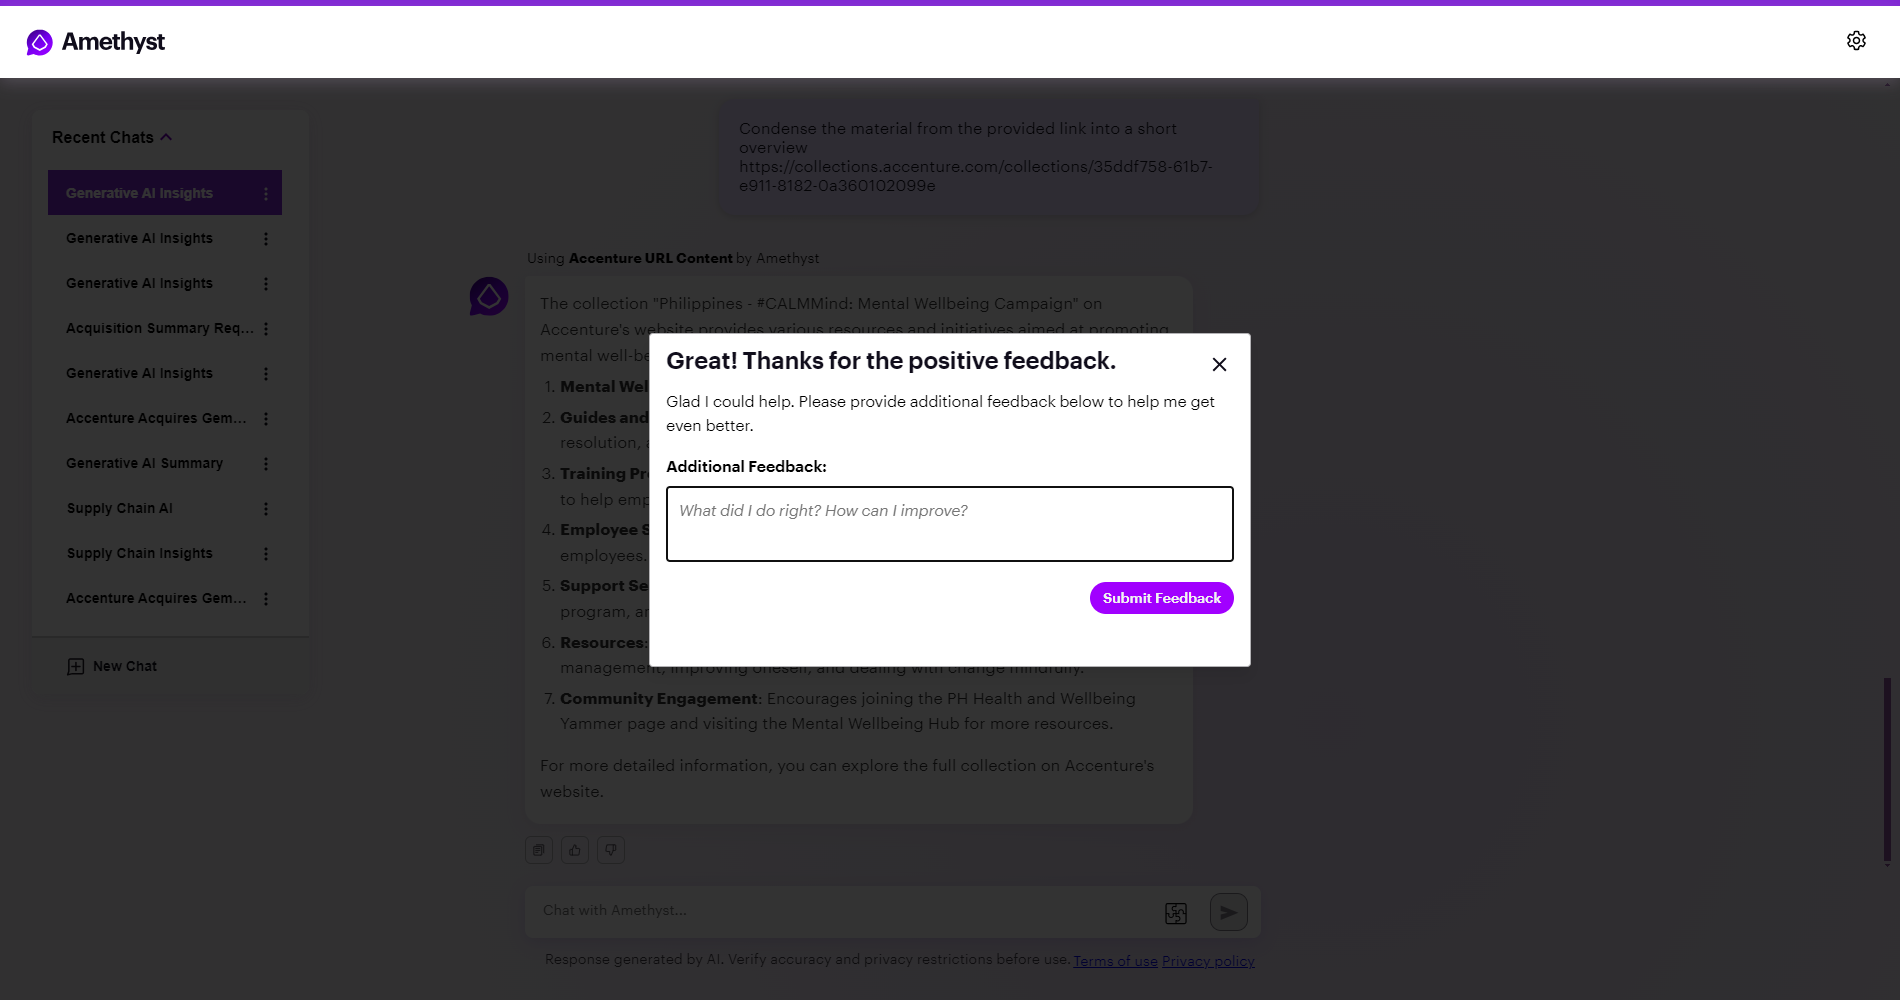 Amethyst
Recent Chats
Generative AI Insights
Generative AI Insights
Generative AI Insights
Acquisition Summary Req...
Generative AI Insights
Accenture Acquires Gem...
Generative AI Summary
Supply Chain AI
Supply Chain Insights
Accenture Acquires Gem...
New Chat
Condense the material from the provided link into a short
overview
https://collections.accenture.com/collections/35ddf758-61b7-
e911-8182-0a360102099e
Using Accenture URL Content by Amethyst
The collection "Philippines - #CALMMind: Mental Wellbeing Campaign" on
Accenture's website provides various resources and initiatives aimed at promoting
mental well-be
1. Mental Wel
2. Guides and
resolution,
3. Training Pr
to help emp
4. Employee S
employees.
5. Support Se
program, ar
6. Resources:
management, improving oneself, and dealing with change mindfully.
7. Community Engagement: Encourages joining the PH Health and Wellbeing
Yammer page and visiting the Mental Wellbeing Hub for more resources.
For more detailed information, you can explore the full collection on Accenture's
website.
Great! Thanks for the positive feedback.
Glad I could help. Please provide additional feedback below to help me get
even better.
Additional Feedback:
What did I do right? How can I improve?
Submit Feedback
Chat with Amethyst...
Response generated by AI. Verify accuracy and privacy restrictions before use. Terms of use Privacy policy